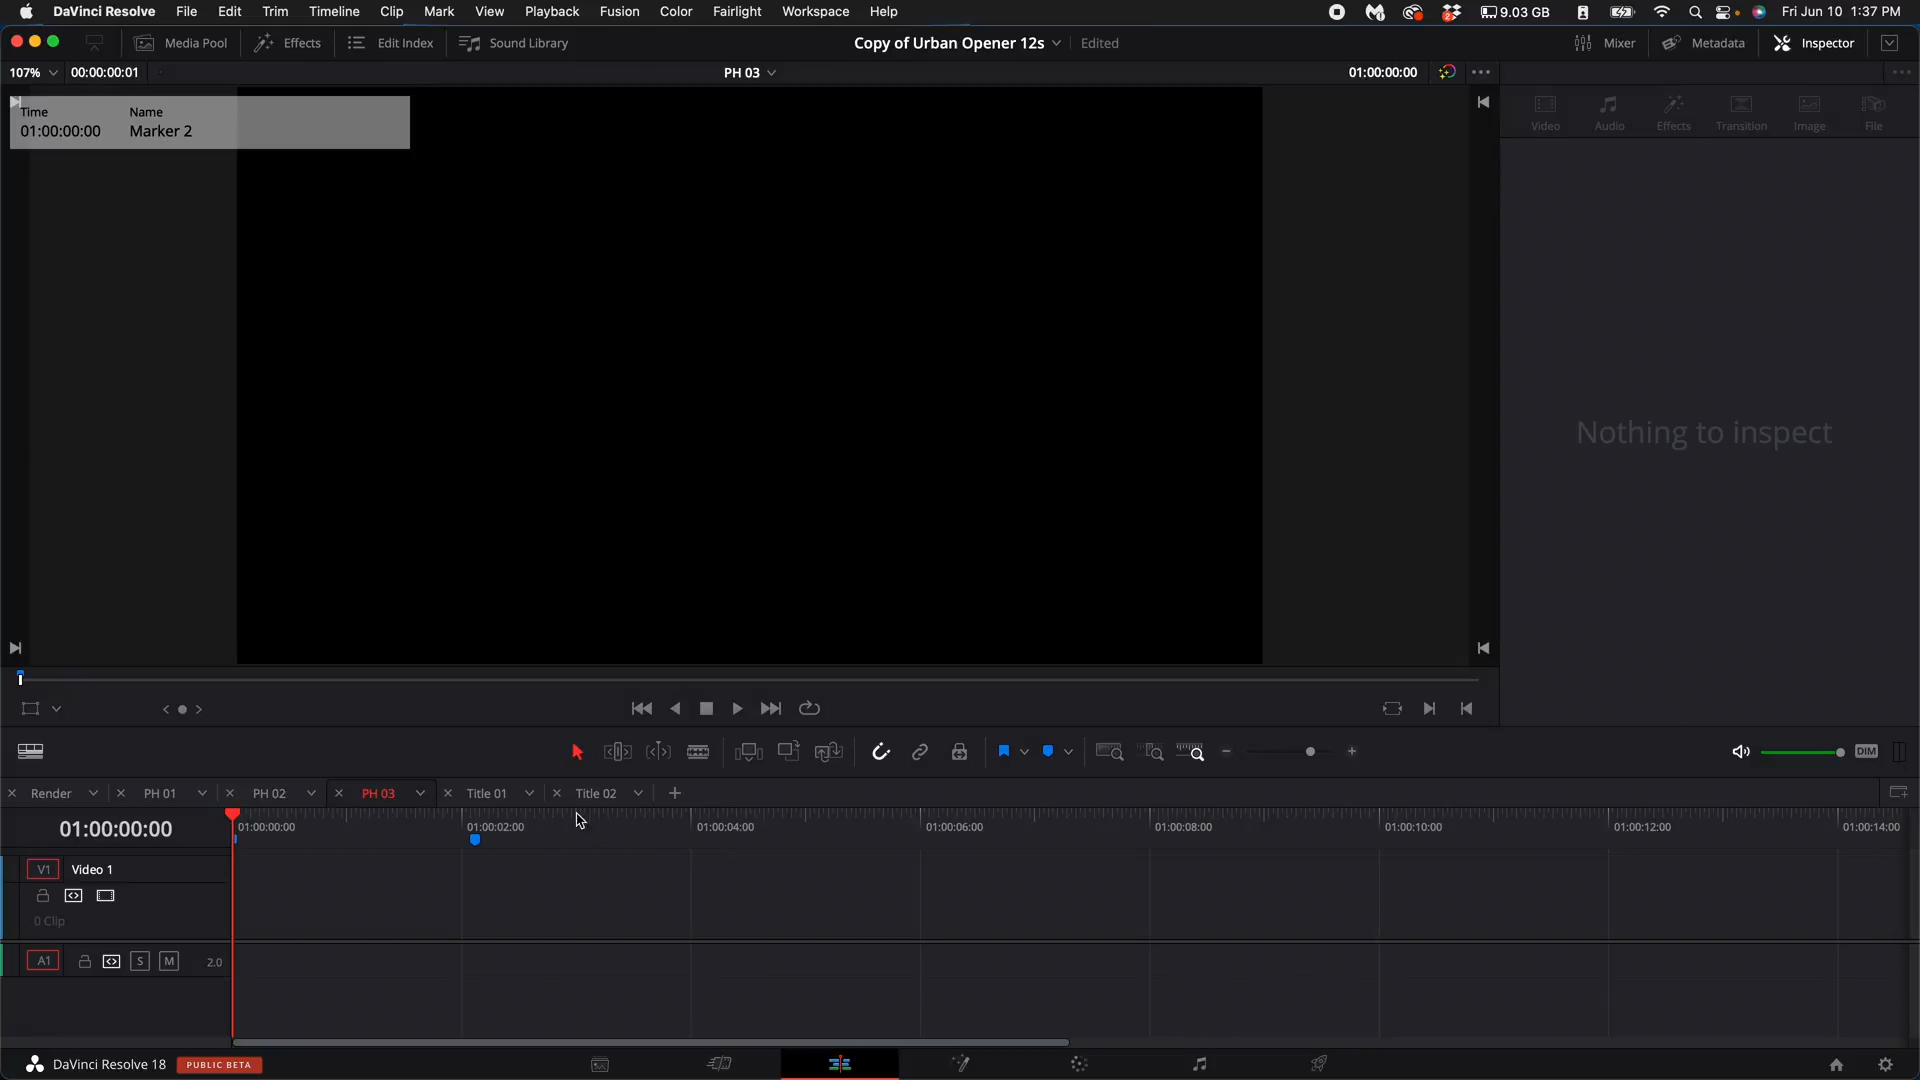 DaVinci Resolve File Edit Trim Timeline Clip Mark View Playback Fusion Color Fairlight Workspace Help 2 9.03 GB Fri Jun 10 1:37 PM
Media Pool Effects Edit Index Sound Library Copy of Urban Opener 12s Edited Mixer Metadata Inspector
107% 00:00:00:01 PH 03 01:00:00:00
Time Name
01:00:00:00 Marker 2
Video Audio Effects Transition Image File
Nothing to inspect
DIM
Render PH 01 PH 02 PH 03 Title 01 Title 02
01:00:00:00 01:00:00:00 01:00:02:00 01:00:04:00 01:00:06:00 01:00:08:00 01:00:10:00 01:00:12:00 01:00:14:00
V1 Video 1
0 Clip
A1 S M 2.0
DaVinci Resolve 18 PUBLIC BETA